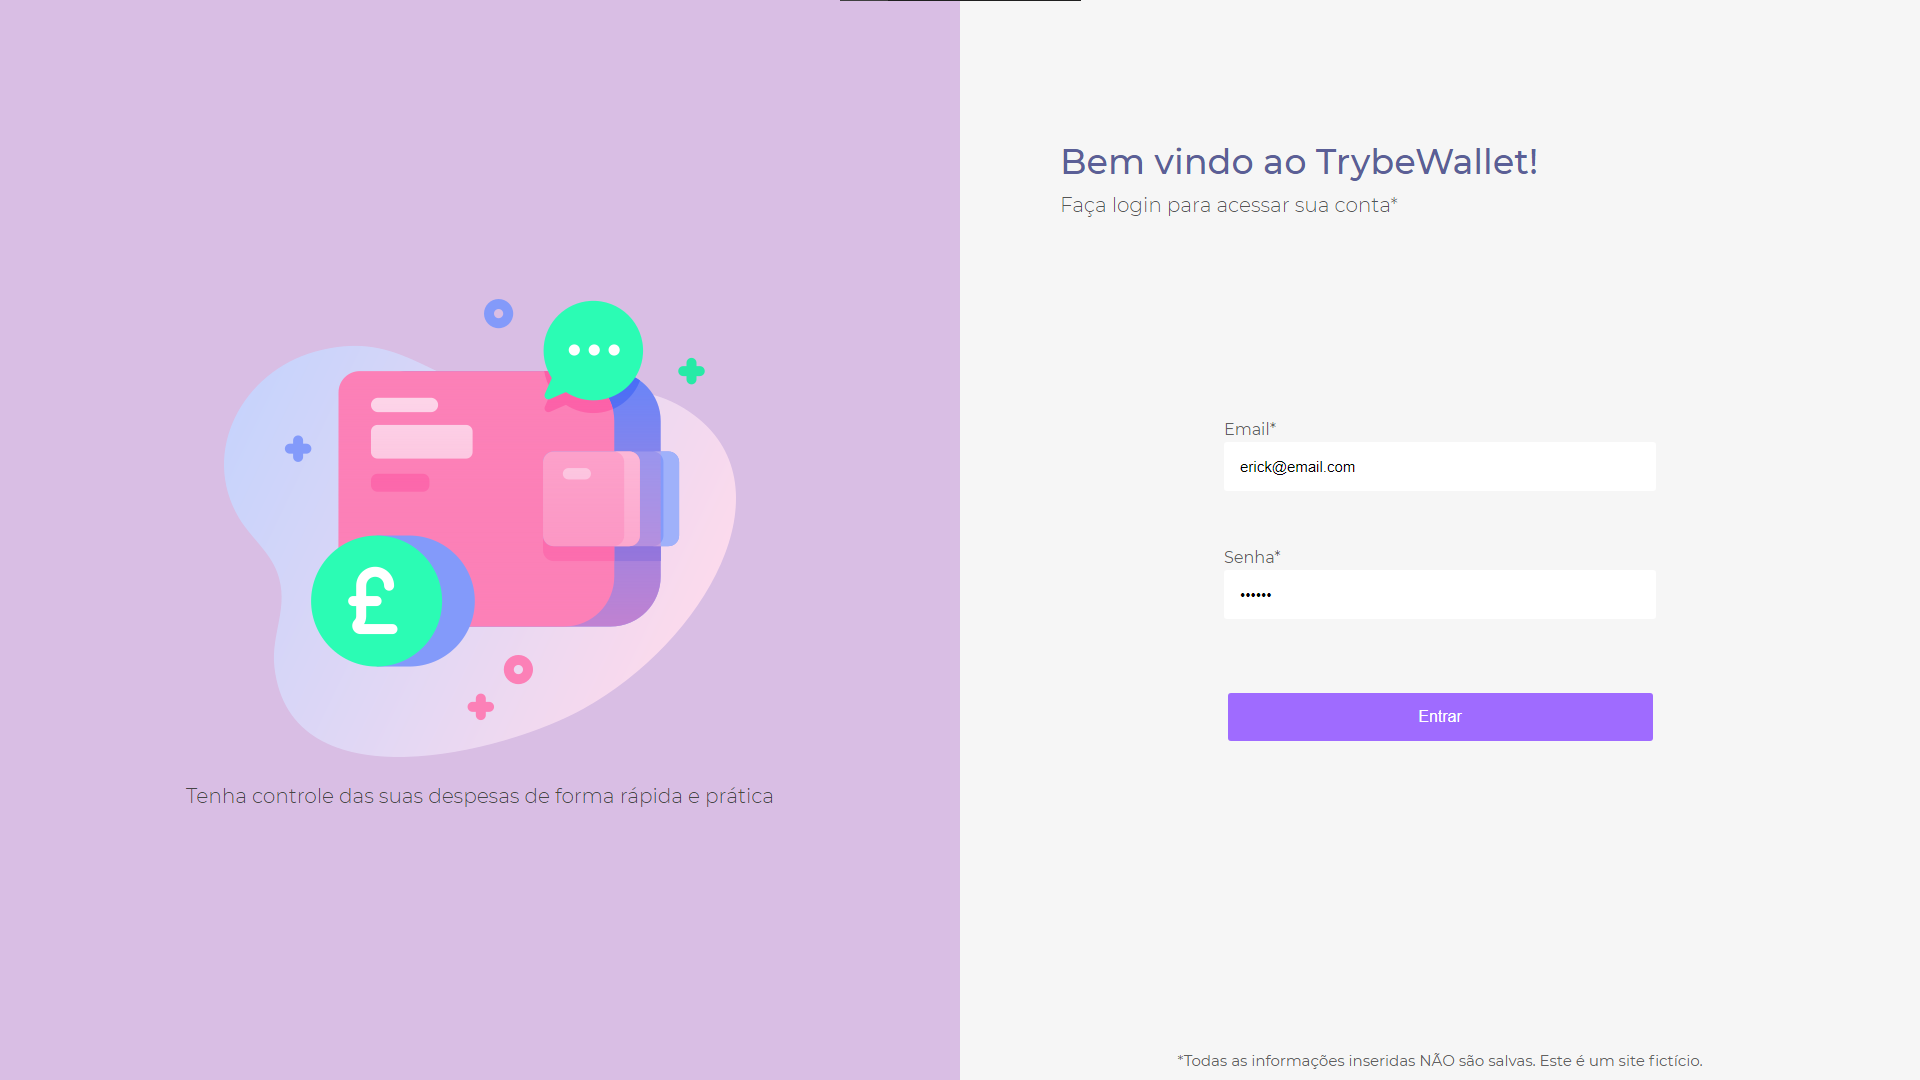 Bem vindo ao TrybeWallet!
Faça login para acessar sua conta*
Email*
erick@email.com
Senha*
••••••
Entrar
£
Tenha controle das suas despesas de forma rápida e prática
*Todas as informações inseridas NÃO são salvas. Este é um site fictício.